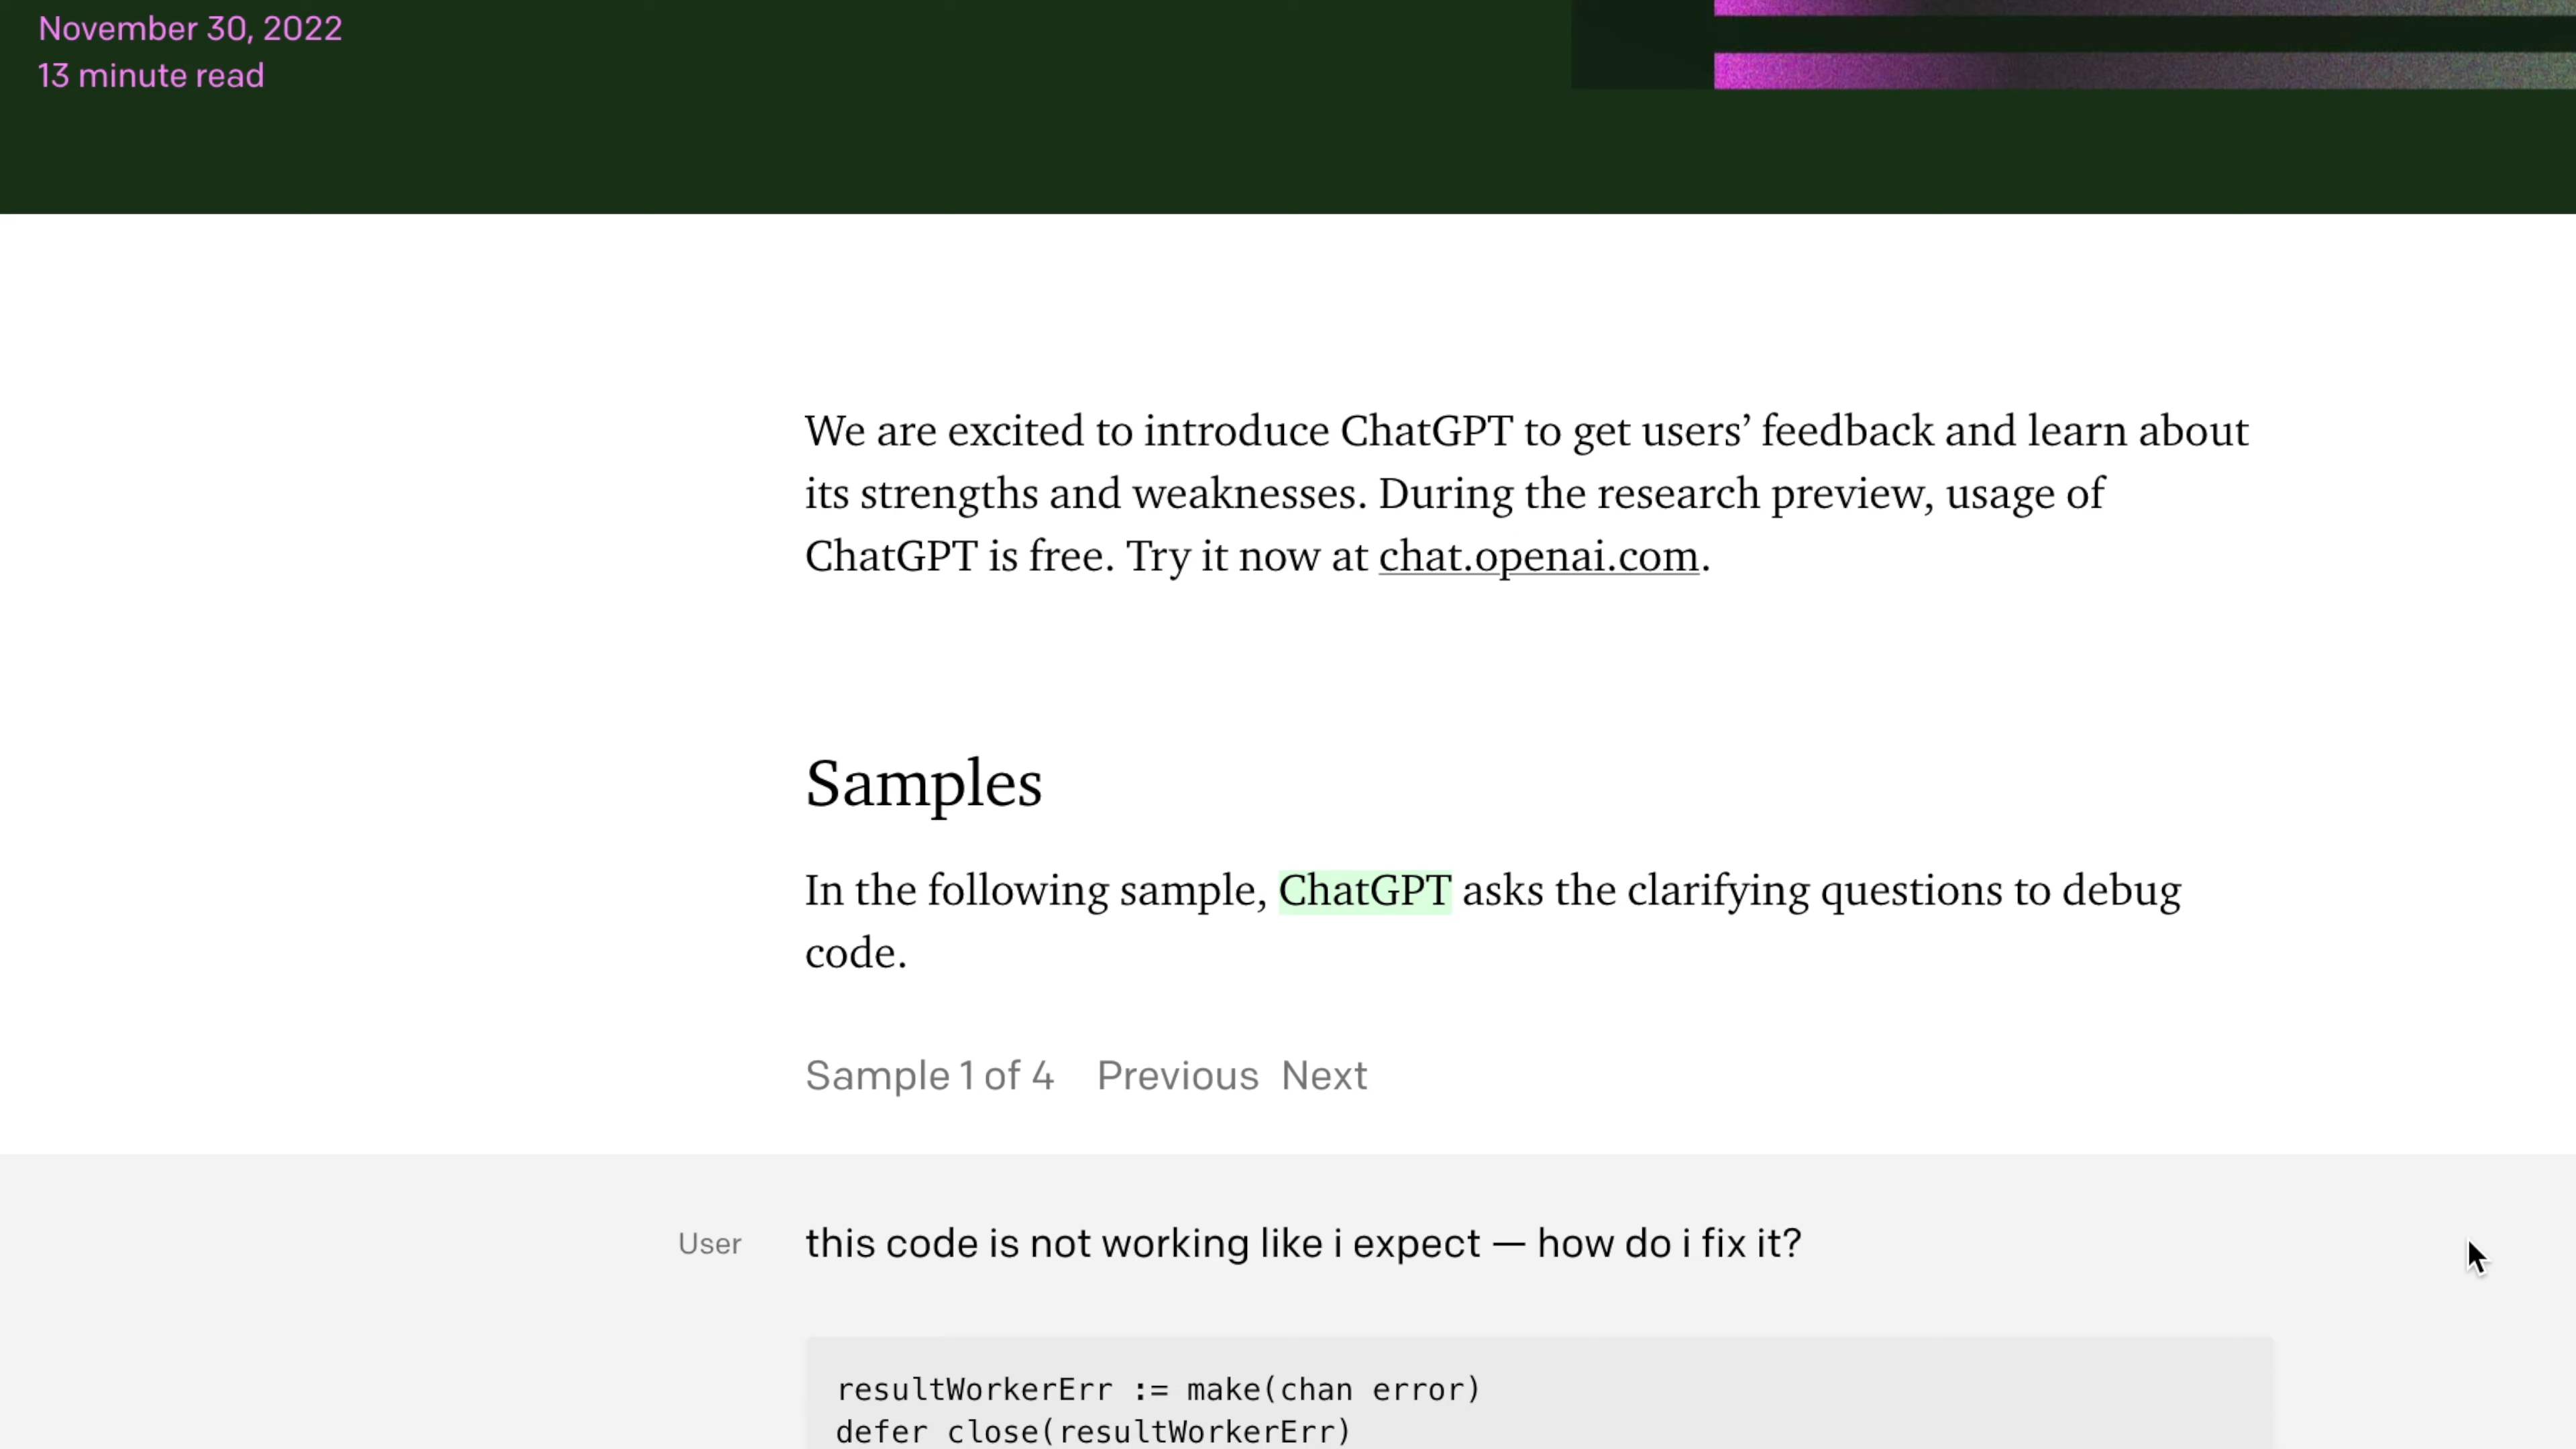 November 30, 2022
13 minute read
We are excited to introduce ChatGPT to get users’ feedback and learn about
its strengths and weaknesses. During the research preview, usage of
ChatGPT is free. Try it now at chat.openai.com.
Samples
In the following sample, ChatGPT asks the clarifying questions to debug
code.
Sample 1 of 4 Previous Next
User this code is not working like i expect — how do i fix it?
resultWorkerErr := make(chan error)
defer close(resultWorkerErr)